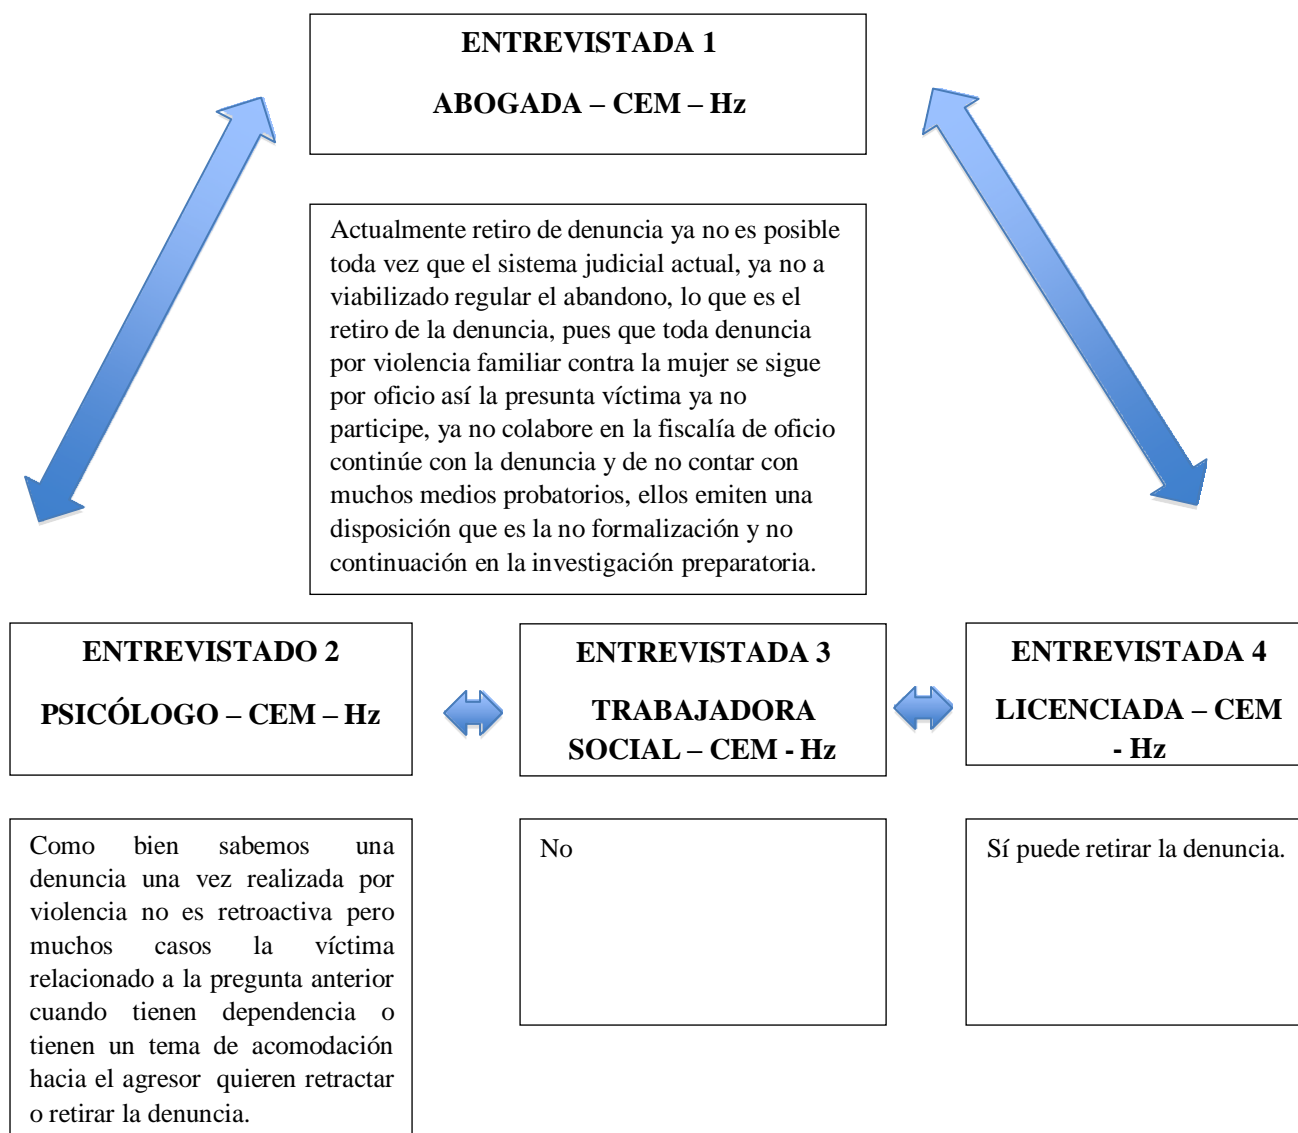 ENTREVISTADA 1
ABOGADA – CEM – Hz
Actualmente retiro de denuncia ya no es posible
toda vez que el sistema judicial actual, ya no a
viabilizado regular el abandono, lo que es el
retiro de la denuncia, pues que toda denuncia
por violencia familiar contra la mujer se sigue
por oficio así la presunta víctima ya no
participe, ya no colabore en la fiscalía de oficio
continúe con la denuncia y de no contar con
muchos medios probatorios, ellos emiten una
disposición que es la no formalización y no
continuación en la investigación preparatoria.
ENTREVISTADO 2
PSICÓLOGO – CEM – Hz
Como bien sabemos una
denuncia una vez realizada por
violencia no es retroactiva pero
muchos casos la víctima
relacionado a la pregunta anterior
cuando tienen dependencia o
tienen un tema de acomodación
hacia el agresor quieren retractar
o retirar la denuncia.
ENTREVISTADA 3
TRABAJADORA
SOCIAL – CEM - Hz
No
ENTREVISTADA 4
LICENCIADA – CEM
- Hz
Sí puede retirar la denuncia.